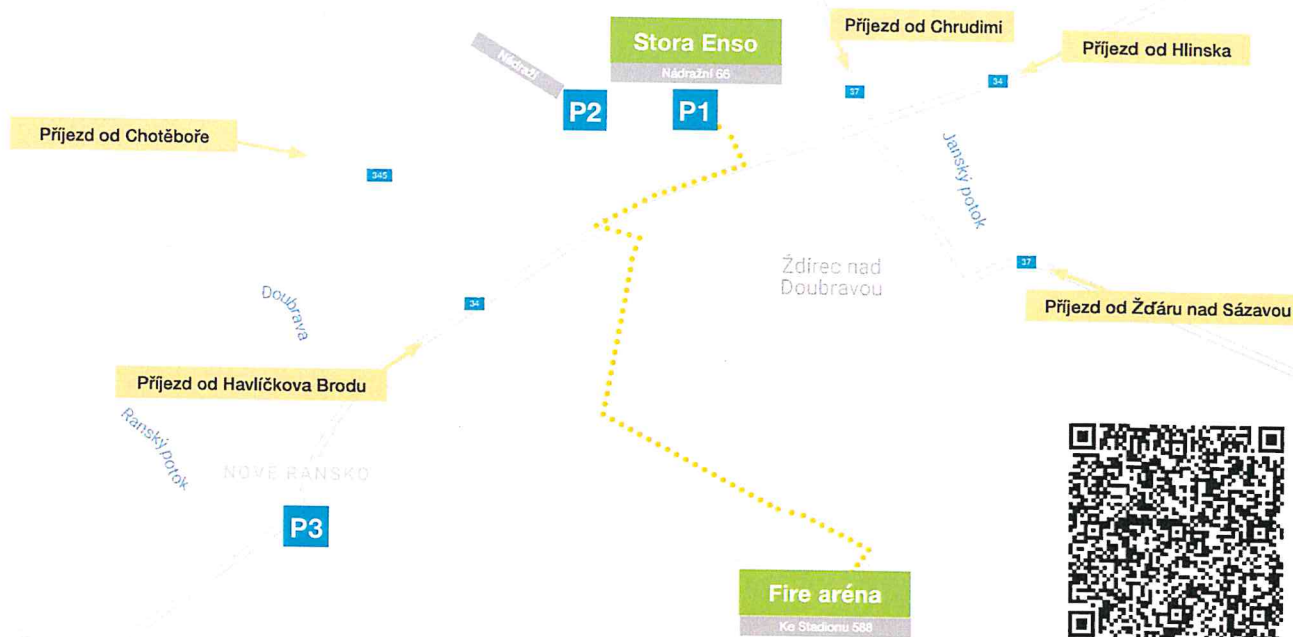 Stora Enso
Nádražní 66
Příjezd od Chrudimi
Příjezd od Hlinska
Nádraží
P2
P1
37
34
Příjezd od Chotěboře
345
Janský potok
Ždírec nad
Doubravou
37
Příjezd od Žďáru nad Sázavou
Doubrava
34
Příjezd od Havlíčkova Brodu
Ranský potok
NOVÉ RANSKO
P3
Fire aréna
Ke Stadionu 588